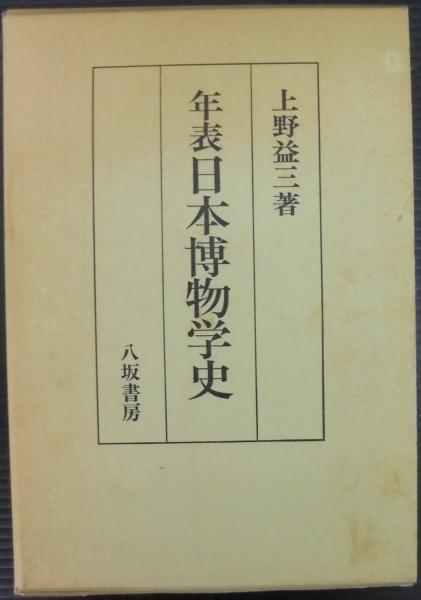 上野益三著
年表日本博物学史
八坂書房